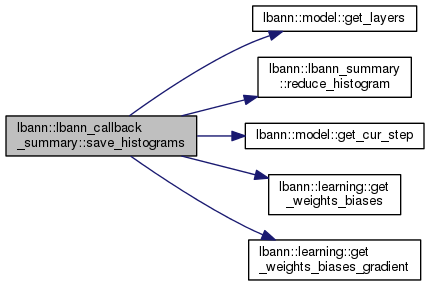 lbann::model::get_layers
lbann::lbann_summary
::reduce_histogram
lbann::lbann_callback
_summary::save_histograms
lbann::model::get_cur_step
lbann::learning::get
_weights_biases
lbann::learning::get
_weights_biases_gradient